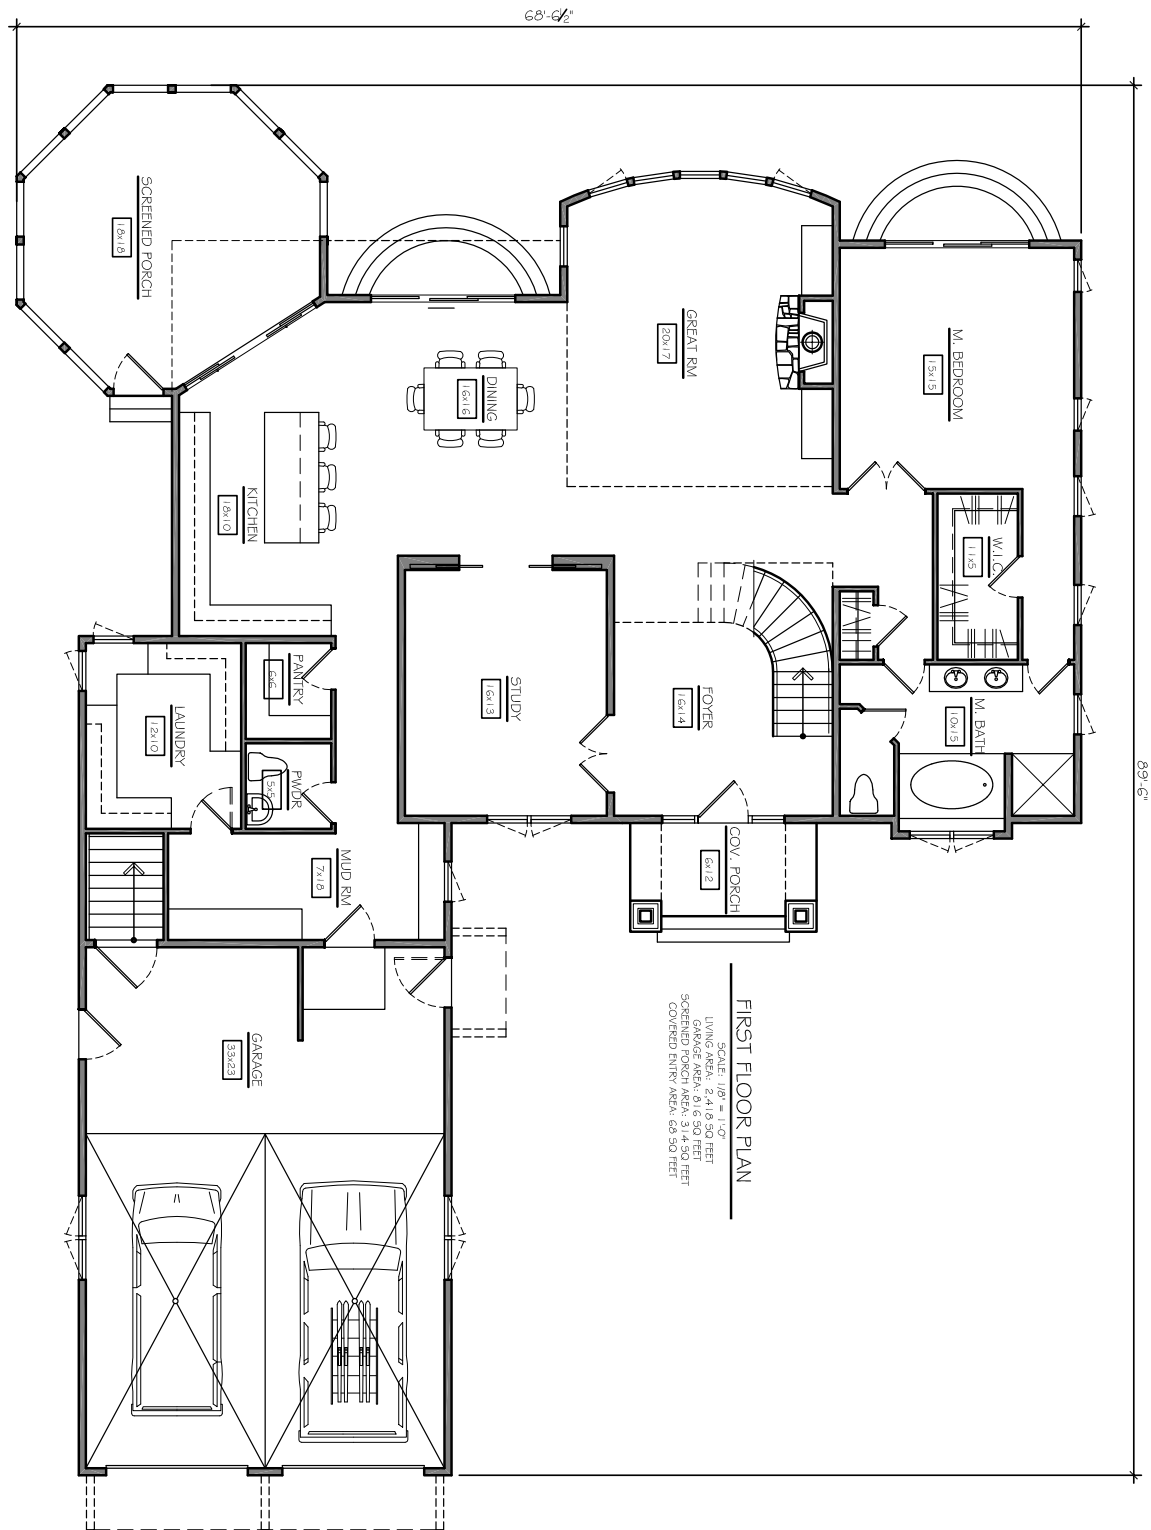 68'-6½"
89'-6"
SCREENED PORCH
18x18
GREAT RM
20x17
M. BEDROOM
15x15
DINING
16x16
KITCHEN
18x10
W.I.C.
11x5
PANTRY
6x6
LAUNDRY
12x10
PWDR
5x5
STUDY
16x13
FOYER
16x14
M. BATH
10x15
MUD RM
7x18
COV. PORCH
6x12
GARAGE
33x23
FIRST FLOOR PLAN
SCALE: 1/8" = 1'-0"
LIVING AREA: 2,418 SQ FEET
GARAGE AREA: 816 SQ FEET
SCREENED PORCH AREA: 314 SQ FEET
COVERED ENTRY AREA: 68 SQ FEET